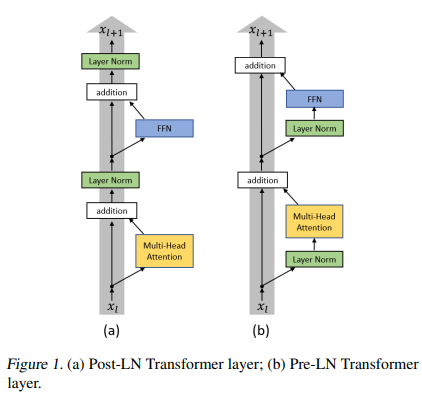 x_{l+1}
Layer Norm
addition
FFN
Layer Norm
addition
Multi-Head
Attention
x_l
(a)
x_{l+1}
addition
FFN
Layer Norm
addition
Multi-Head
Attention
Layer Norm
x_l
(b)
Figure 1. (a) Post-LN Transformer layer; (b) Pre-LN Transformer
layer.